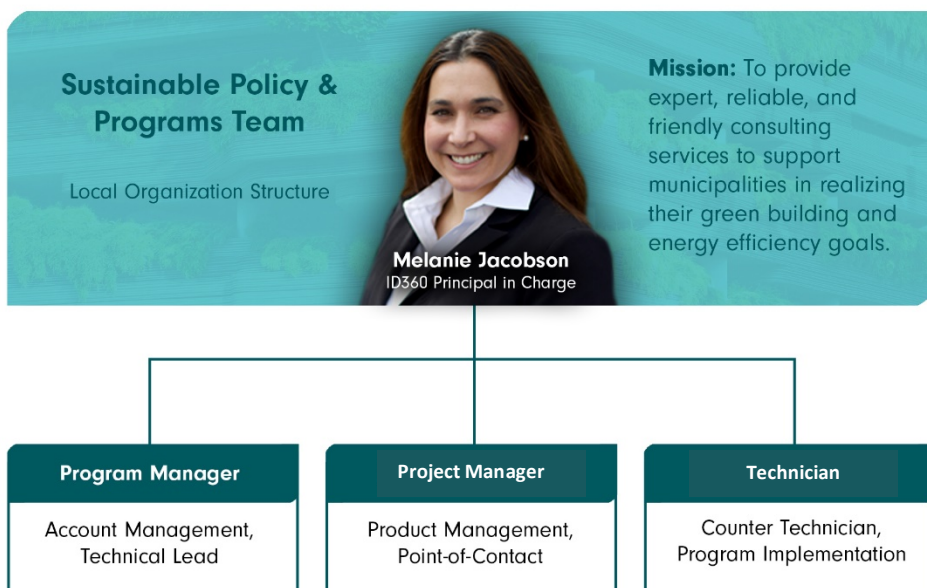 Sustainable Policy &
Programs Team
Local Organization Structure
Melanie Jacobson
ID360 Principal in Charge
Mission: To provide
expert, reliable, and
friendly consulting
services to support
municipalities in realizing
their green building and
energy efficiency goals.
Program Manager
Account Management,
Technical Lead
Project Manager
Product Management,
Point-of-Contact
Technician
Counter Technician,
Program Implementation